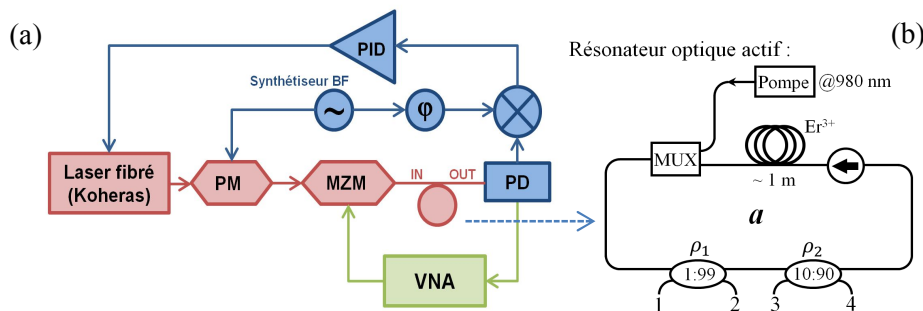 (a)
PID
Synthétiseur BF
~
φ
Laser fibré
(Koheras)
PM
MZM
IN OUT
PD
VNA
(b)
Résonateur optique actif :
Pompe @980 nm
Er³⁺
MUX
~ 1 m
a
ρ₁ ρ₂
1:99 10:90
1 2 3 4